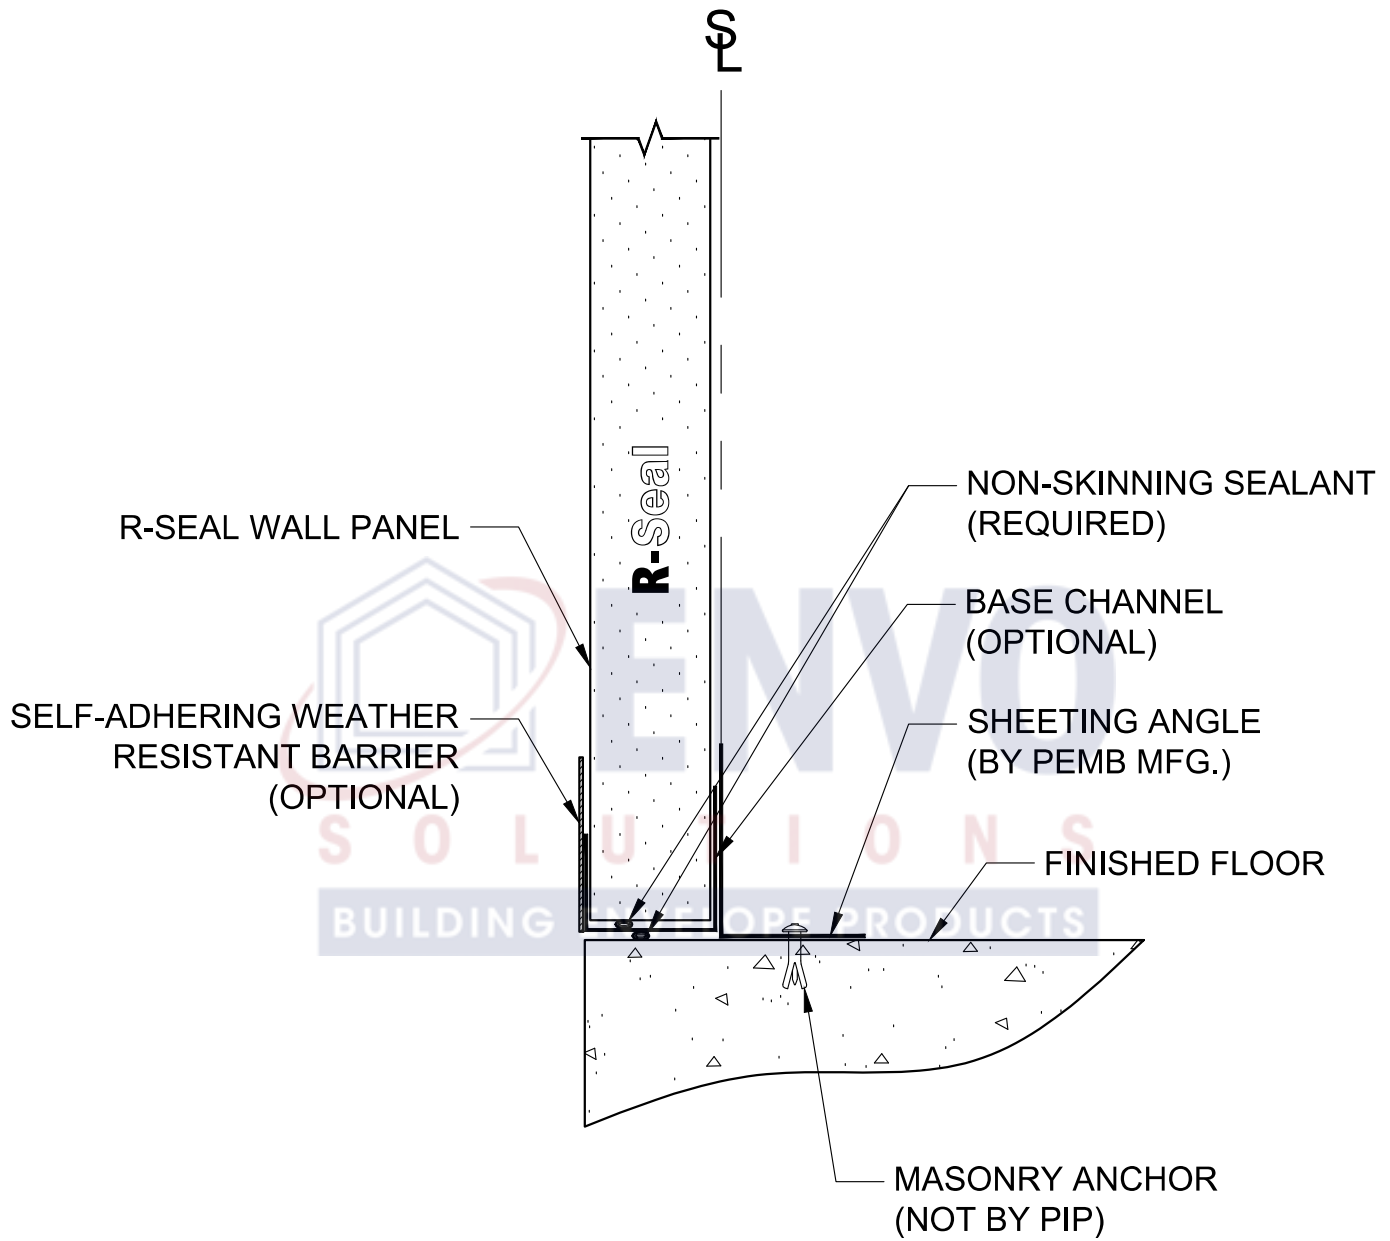 SL
R-Seal
NON-SKINNING SEALANT
(REQUIRED)
R-SEAL WALL PANEL
BASE CHANNEL
(OPTIONAL)
SELF-ADHERING WEATHER
RESISTANT BARRIER
(OPTIONAL)
SHEETING ANGLE
(BY PEMB MFG.)
ENVO
SOLUTIONS
BUILDING ENVELOPE PRODUCTS
FINISHED FLOOR
MASONRY ANCHOR
(NOT BY PIP)